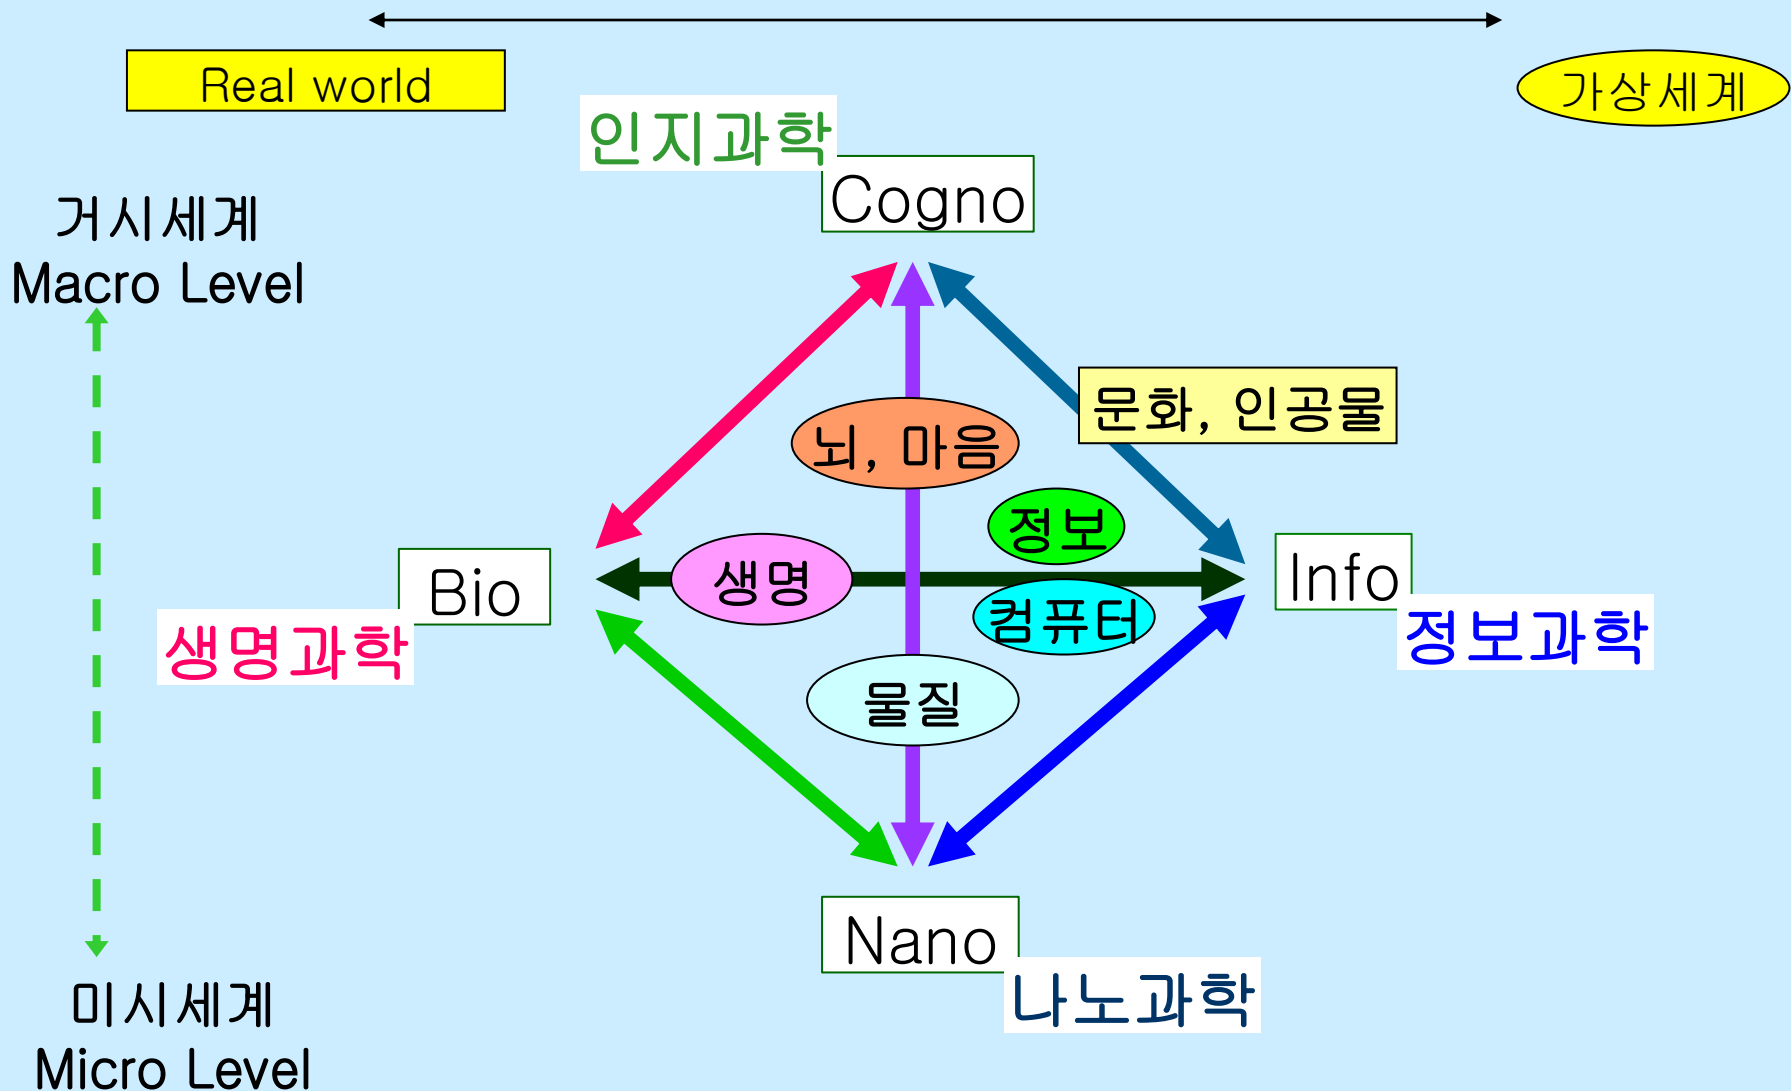 Real world
가상세계
인지과학
Cogno
거시세계
Macro Level
문화, 인공물
뇌, 마음
정보
Bio
생명
Info
컴퓨터
생명과학
정보과학
물질
Nano
나노과학
미시세계
Micro Level